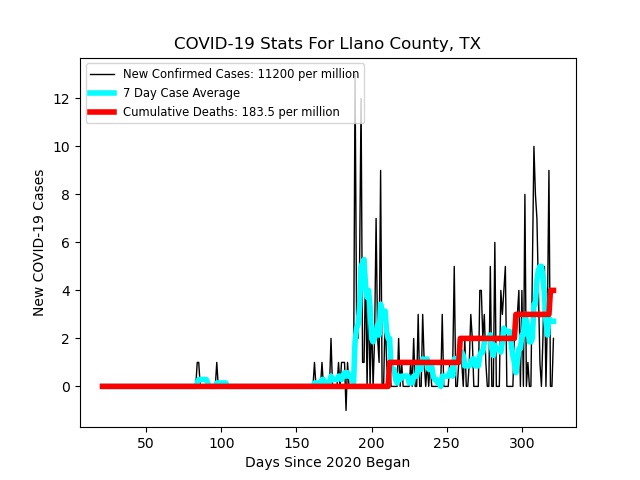 COVID-19 Stats For Llano County, TX
New Confirmed Cases: 11200 per million
7 Day Case Average
Cumulative Deaths: 183.5 per million
New COVID-19 Cases
12
10
8
6
4
2
0
50 100 150 200 250 300
Days Since 2020 Began